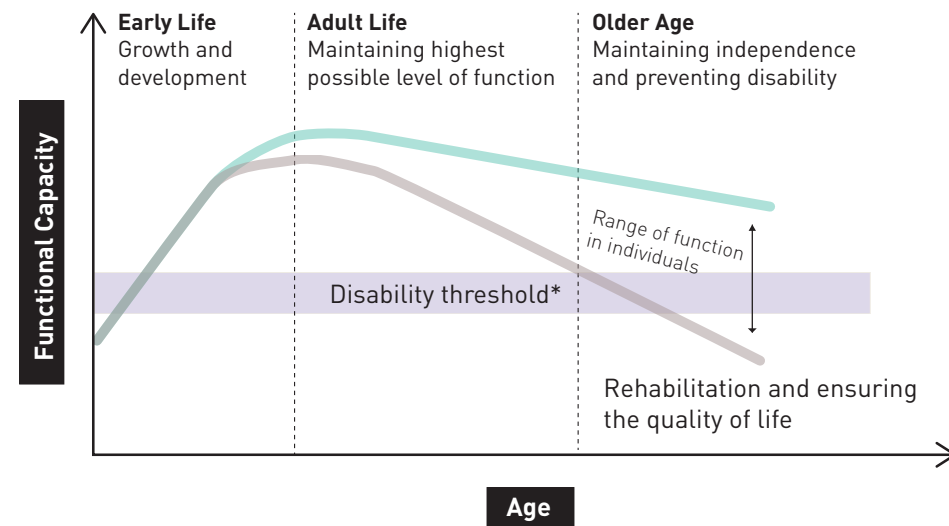 Early Life
Growth and
development
Adult Life
Maintaining highest
possible level of function
Older Age
Maintaining independence
and preventing disability
Functional Capacity
Range of function
in individuals
Disability threshold*
Rehabilitation and ensuring
the quality of life
Age